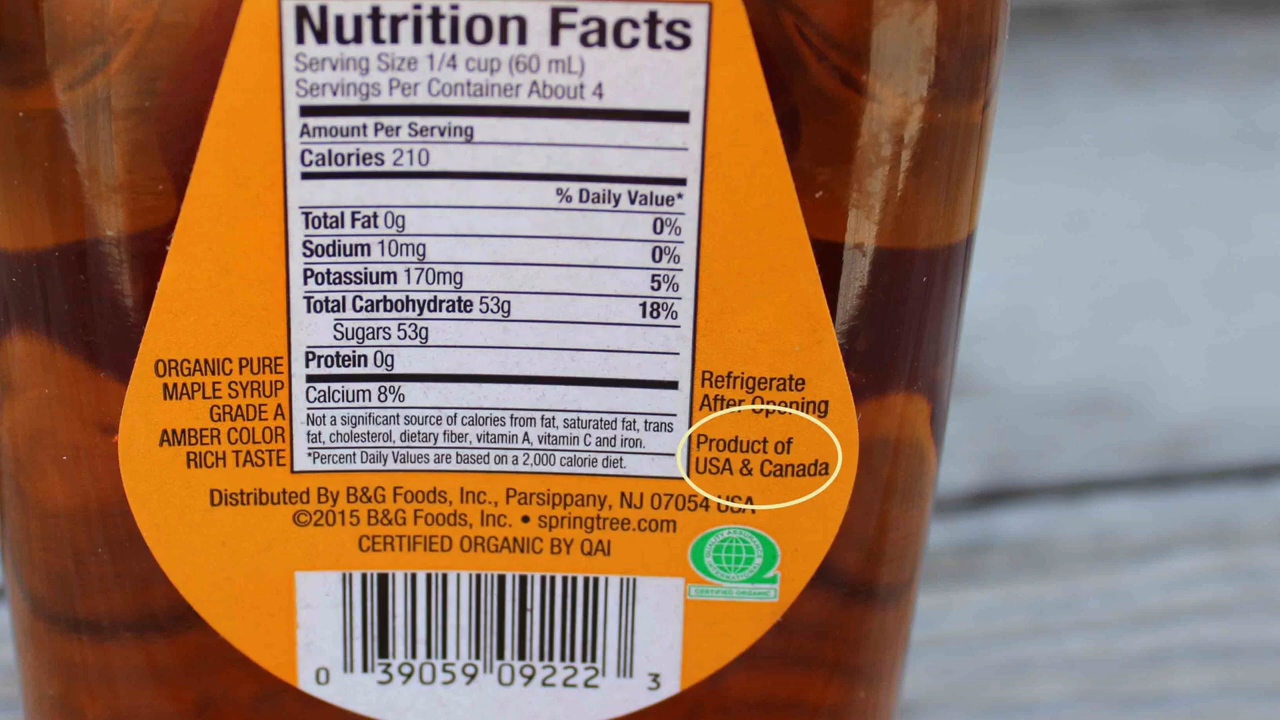 Nutrition Facts
Serving Size 1/4 cup (60 mL)
Servings Per Container About 4
Amount Per Serving
Calories 210
% Daily Value*
Total Fat 0g 0%
Sodium 10mg 0%
Potassium 170mg 5%
Total Carbohydrate 53g 18%
Sugars 53g
Protein 0g
Calcium 8%
Not a significant source of calories from fat, saturated fat, trans
fat, cholesterol, dietary fiber, vitamin A, vitamin C and iron.
*Percent Daily Values are based on a 2,000 calorie diet.
ORGANIC PURE
MAPLE SYRUP
GRADE A
AMBER COLOR
RICH TASTE
Refrigerate
After Opening
Product of
USA & Canada
Distributed By B&G Foods, Inc., Parsippany, NJ 07054 USA
©2015 B&G Foods, Inc. • springtree.com
CERTIFIED ORGANIC BY QAI
QUALITY ASSURANCE
INTERNATIONAL
CERTIFIED ORGANIC
0 39059 09222 3